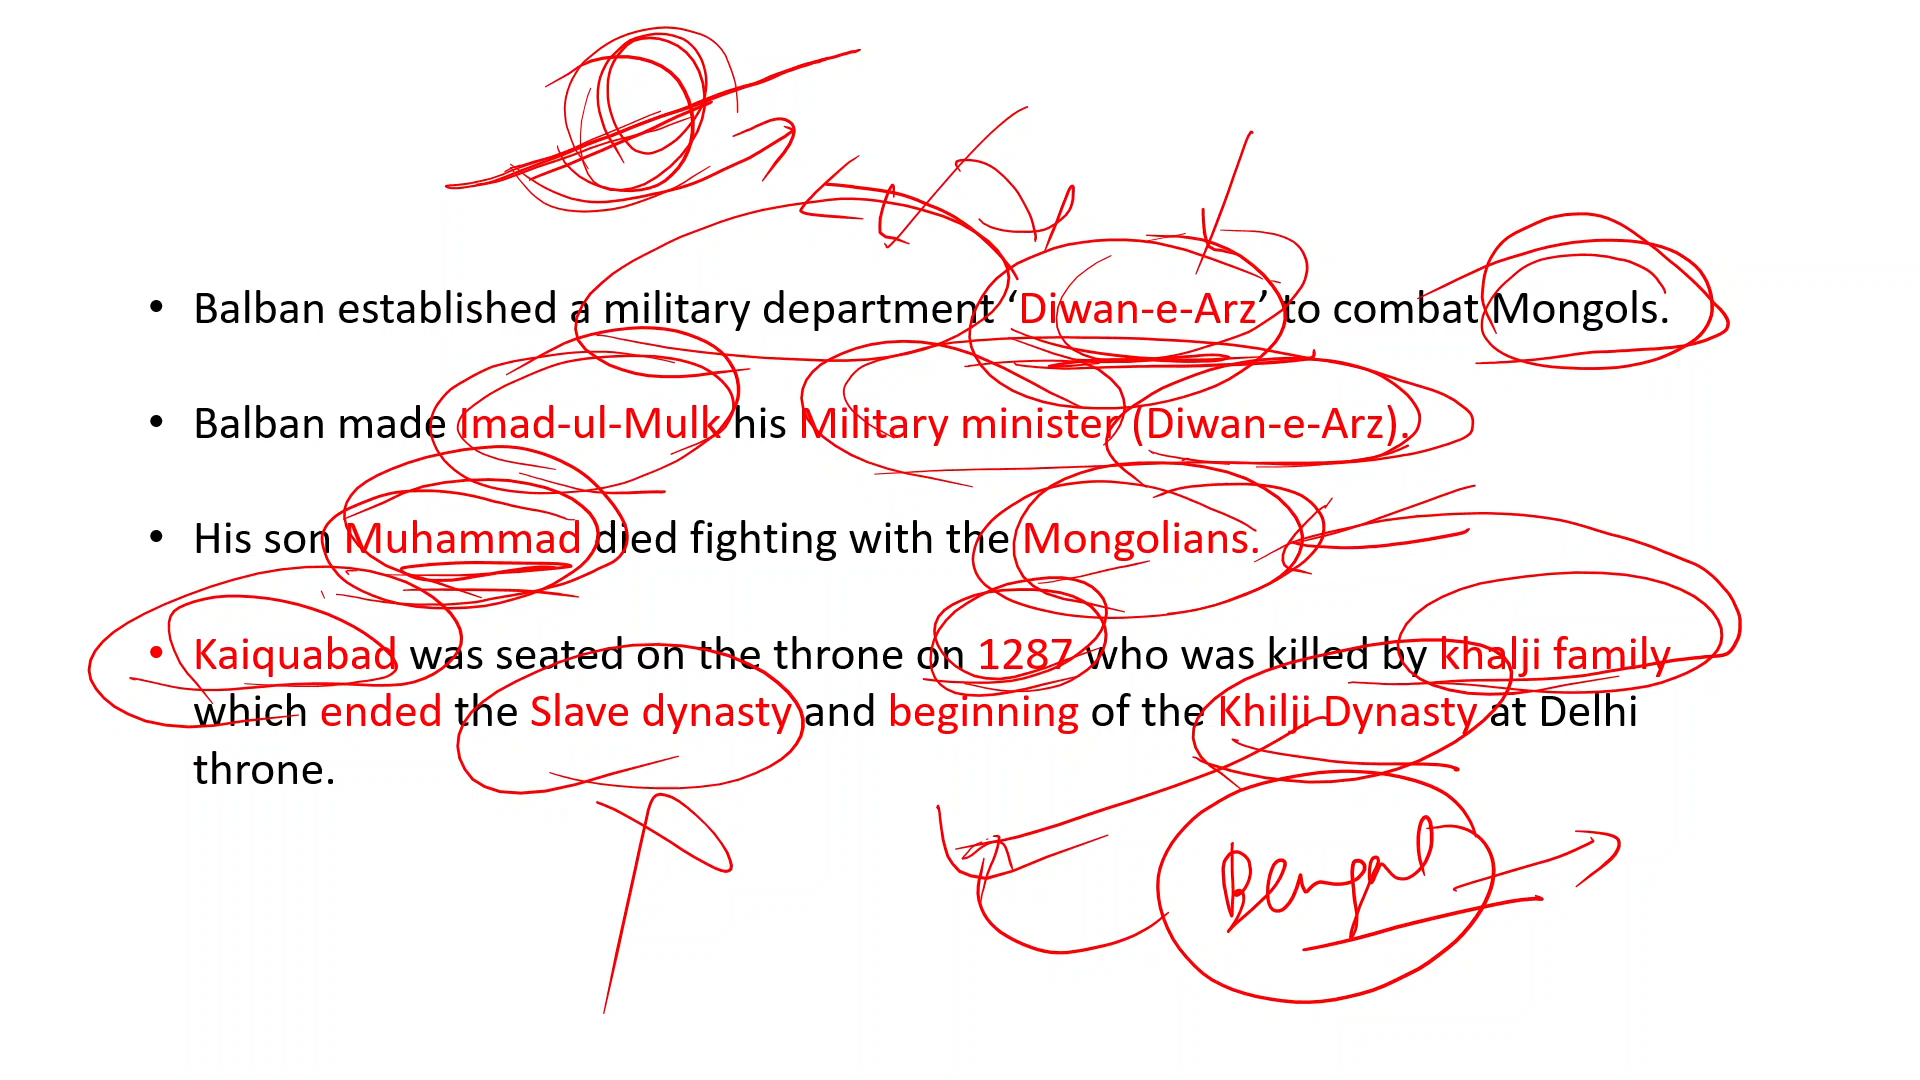 • Balban established a military department ‘Diwan-e-Arz’ to combat Mongols.
• Balban made Imad-ul-Mulk his Military minister (Diwan-e-Arz).
• His son Muhammad died fighting with the Mongolians.
• Kaiquabad was seated on the throne on 1287 who was killed by khalji family
which ended the Slave dynasty and beginning of the Khilji Dynasty at Delhi
throne.
Bengal